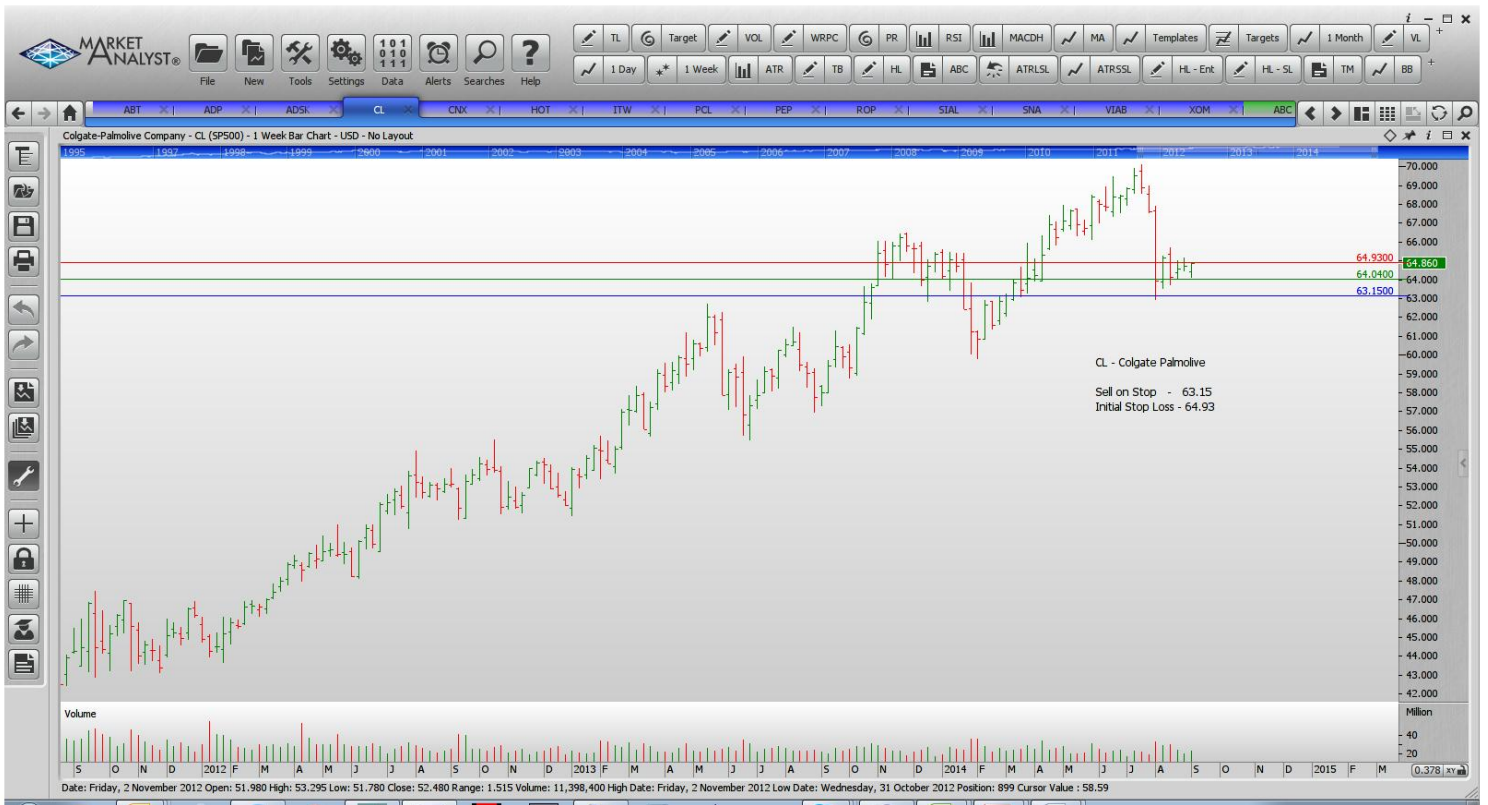 MARKET
ANALYST®
File New Tools Settings Data Alerts Searches Help
101
010
111
TL Target VOL WRPC PR RSI MACDH MA Templates Targets 1 Month VL +
1 Day 1 Week ATR TB HL ABC ATRLSL ATRSSL HL - Ent HL - SL TM BB +
ABT ADP ADSK CL CNX HOT ITW PCL PEP ROP SIAL SNA VIAB XOM ABC
Colgate-Palmolive Company - CL (SP500) - 1 Week Bar Chart - USD - No Layout
1995 1997 1998 1999 2000 2001 2002 2003 2004 2005 2006 2007 2008 2009 2010 2011 2012 2013 2014
70.000
69.000
68.000
67.000
66.000
64.9300
64.860
64.0400
64.000
63.1500
63.000
62.000
61.000
60.000
CL - Colgate Palmolive
59.000
Sell on Stop - 63.15
58.000
Initial Stop Loss - 64.93
57.000
56.000
55.000
54.000
53.000
52.000
51.000
50.000
49.000
48.000
47.000
46.000
45.000
44.000
43.000
42.000
Volume
Million
40
20
S O N D 2012 F M A M J J A S O N D 2013 F M A M J J A S O N D 2014 F M A M J J A S O N D 2015 F M
0.378 XY
Date: Friday, 2 November 2012 Open: 51.980 High: 53.295 Low: 51.780 Close: 52.480 Range: 1.515 Volume: 11,398,400 High Date: Friday, 2 November 2012 Low Date: Wednesday, 31 October 2012 Position: 899 Cursor Value : 58.59